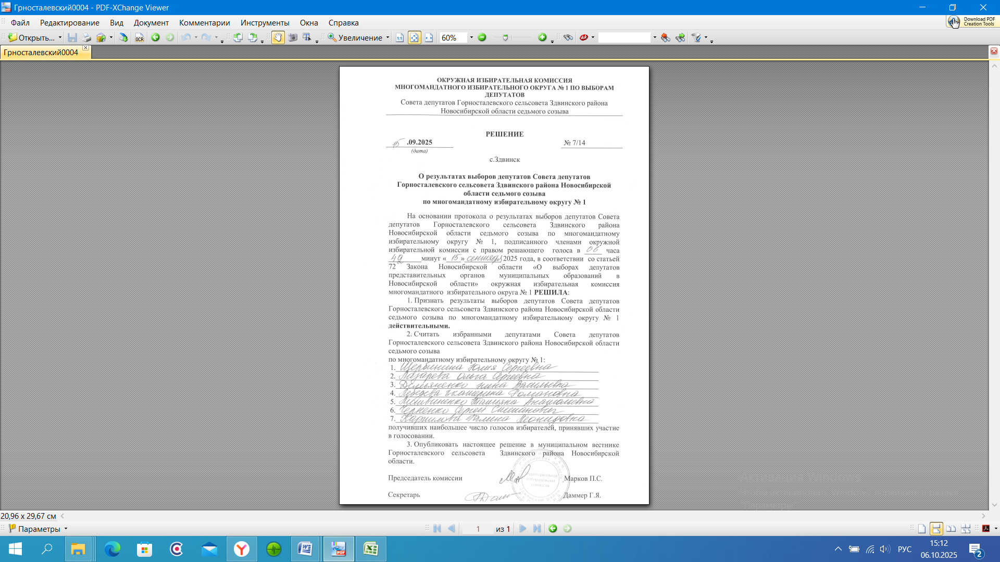 Грносталевский0004 - PDF-XChange Viewer
Файл Редактирование Вид Документ Комментарии Инструменты Окна Справка
Download PDF
Creation Tools
Открыть... OCR Увеличение 60%
Грносталевский0004
ОКРУЖНАЯ ИЗБИРАТЕЛЬНАЯ КОМИССИЯ
МНОГОМАНДАТНОГО ИЗБИРАТЕЛЬНОГО ОКРУГА № 1 ПО ВЫБОРАМ
ДЕПУТАТОВ
Совета депутатов Горносталевского сельсовета Здвинского района
Новосибирской области седьмого созыва
РЕШЕНИЕ
15 .09.2025 № 7/14
(дата)
с.Здвинск
О результатах выборов депутатов Совета депутатов
Горносталевского сельсовета Здвинского района Новосибирской
области седьмого созыва
по многомандатному избирательному округу № 1
На основании протокола о результатах выборов депутатов Совета
депутатов Горносталевского сельсовета Здвинского района
Новосибирской области седьмого созыва по многомандатному
избирательному округу № 1, подписанного членами окружной
избирательной комиссии с правом решающего голоса в 06 часа
42 минут «15» сентября 2025 года, в соответствии со статьей
72 Закона Новосибирской области «О выборах депутатов
представительных органов муниципальных образований в
Новосибирской области» окружная избирательная комиссия
многомандатного избирательного округа № 1 РЕШИЛА:
1. Признать результаты выборов депутатов Совета депутатов
Горносталевского сельсовета Здвинского района Новосибирской области
седьмого созыва по многомандатному избирательному округу № 1
действительными.
2. Считать избранными депутатами Совета депутатов
Горносталевского сельсовета Здвинского района Новосибирской области
седьмого созыва
по многомандатному избирательному округу № 1:
1. Щербинина Юлия Сергеевна
2. Лазарева Ольга Сергеевна
3. Демьяненко Нина Васильевна
4. Лебедева Екатерина Романовна
5. Литвиненко Татьяна Анатольевна
6. Черненко Сергей Степанович
7. Галина Леонидовна
получивших наибольшее число голосов избирателей, принявших участие
в голосовании.
3. Опубликовать настоящее решение в муниципальном вестнике
Горносталевского сельсовета Здвинского района Новосибирской
области.
Председатель комиссии Марков П.С.
территориальная
избирательная
комиссия
Секретарь Даммер Г.Я.
Активация Windows
20,96 x 29,67 см
Параметры 1 из 1
РУС
15:12
06.10.2025
2